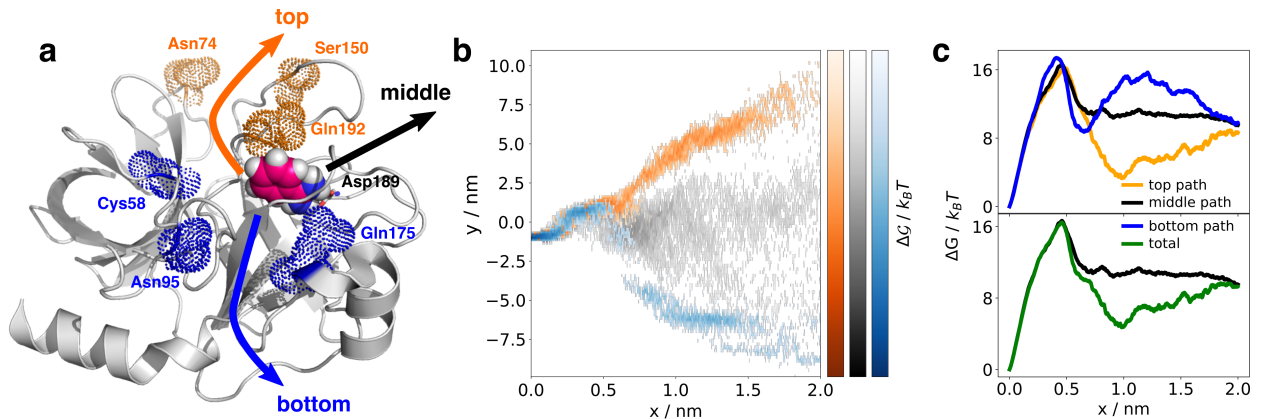 a
top
Asn74
Ser150
middle
Gln192
Asp189
Cys58
Gln175
Asn95
bottom
b
10.0
7.5
5.0
2.5
0.0
−2.5
−5.0
−7.5
y / nm
0.0
0.5
1.0
1.5
2.0
x / nm
Δ𝒢 / k_BT
c
16
8
0
top path
middle path
ΔG / k_BT
bottom path
total
16
8
0
0.0
0.5
1.0
1.5
2.0
x / nm